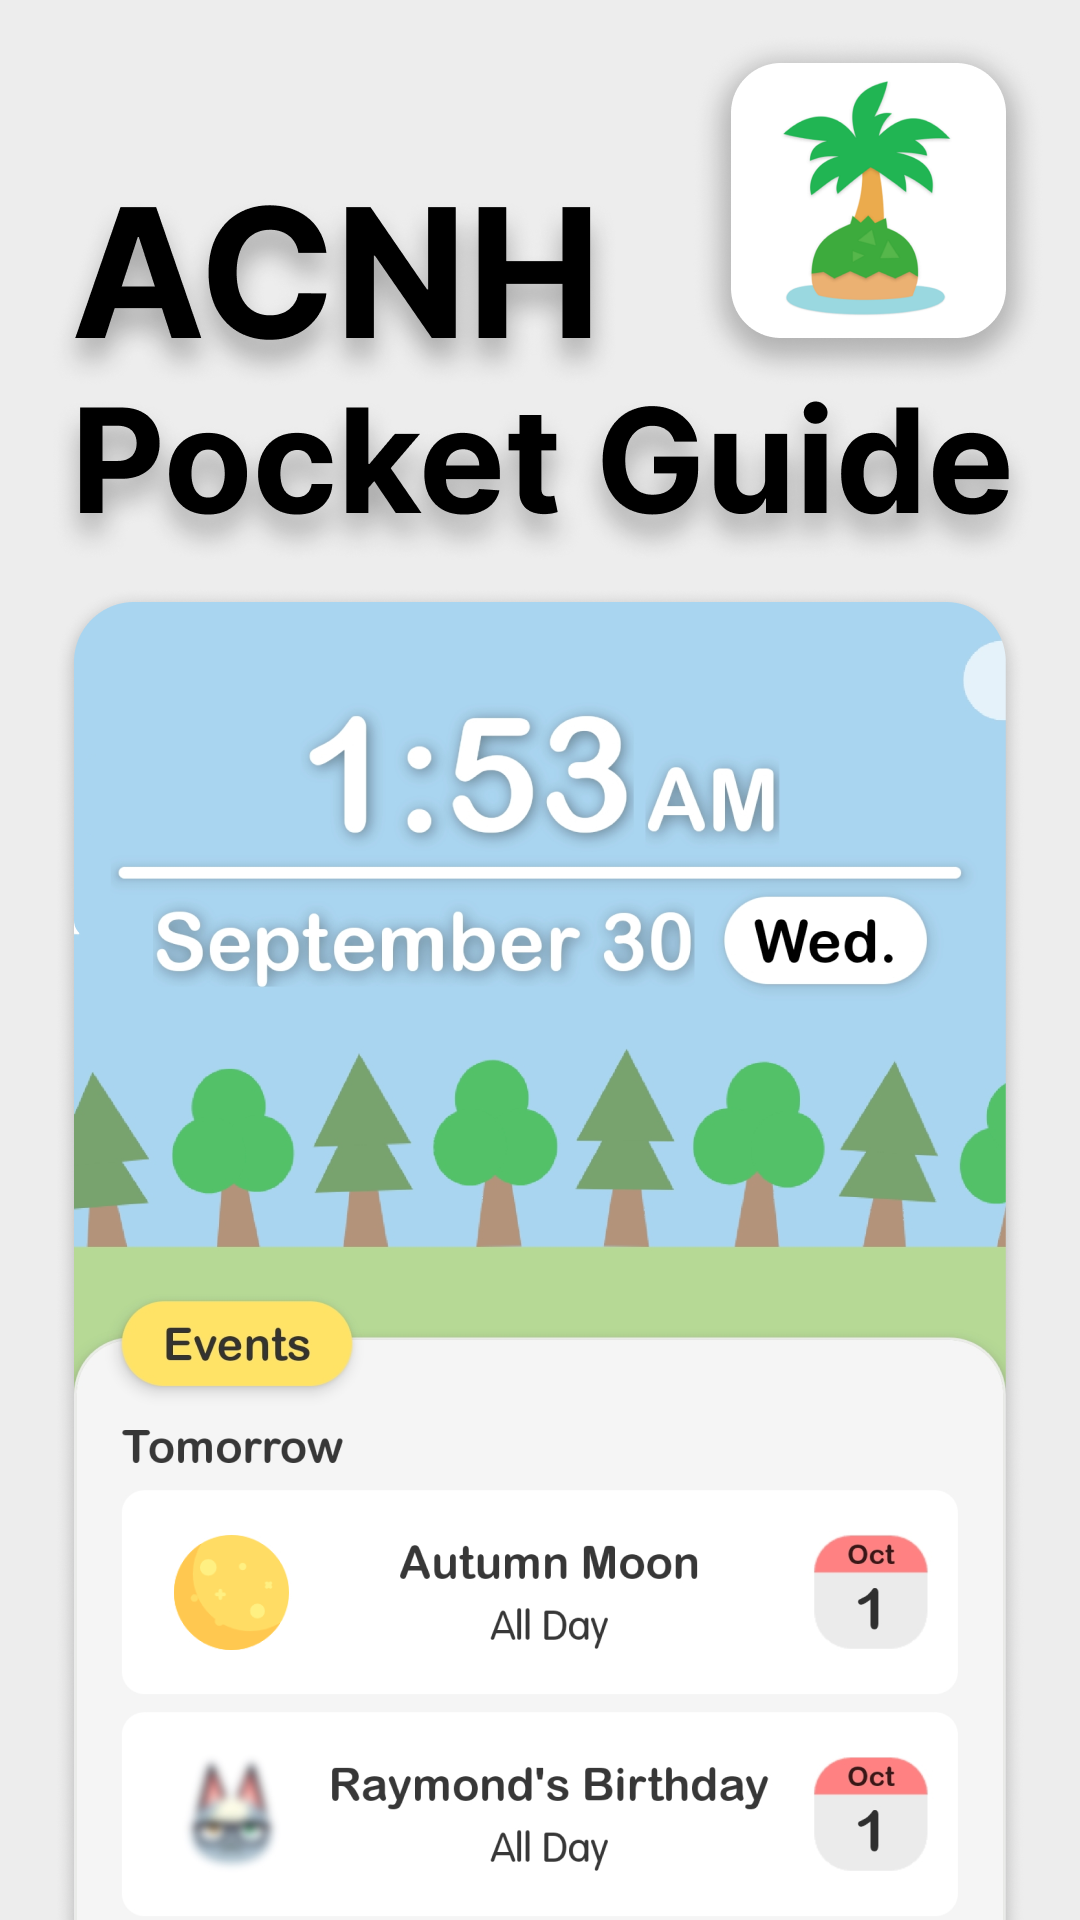 ACNH
Pocket Guide
1:53 AM
September 30 Wed.
Events
Tomorrow
Autumn Moon
All Day
Oct
1
Raymond's Birthday
All Day
Oct
1